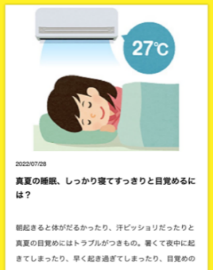 27℃
2022/07/28
真夏の睡眠、しっかり寝てすっきりと目覚めるに
は？
朝起きると体がだるかったり、汗ビッショリだったりと
真夏の目覚めにはトラブルがつきもの。暑くて夜中に起
きてしまったり、早く起き過ぎてしまったり、目覚めの